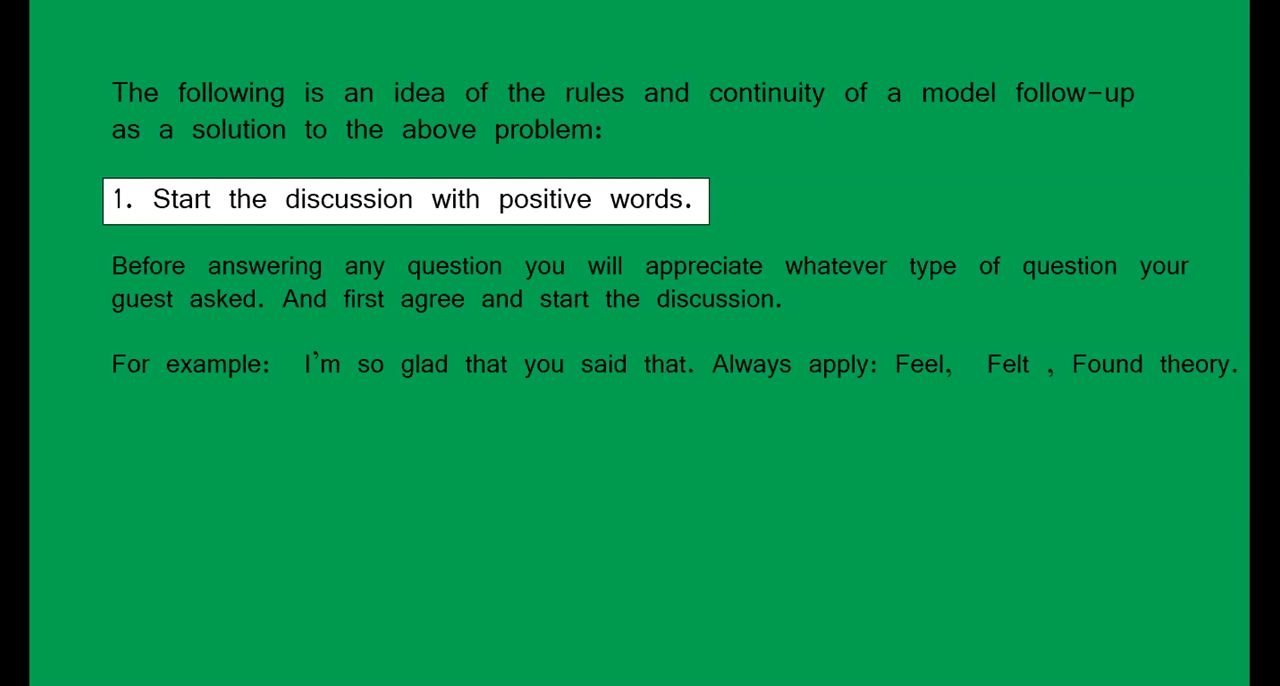 The following is an idea of the rules and continuity of a model follow-up
as a solution to the above problem:
1. Start the discussion with positive words.
Before answering any question you will appreciate whatever type of question your
guest asked. And first agree and start the discussion.
For example: I'm so glad that you said that. Always apply: Feel, Felt , Found theory.